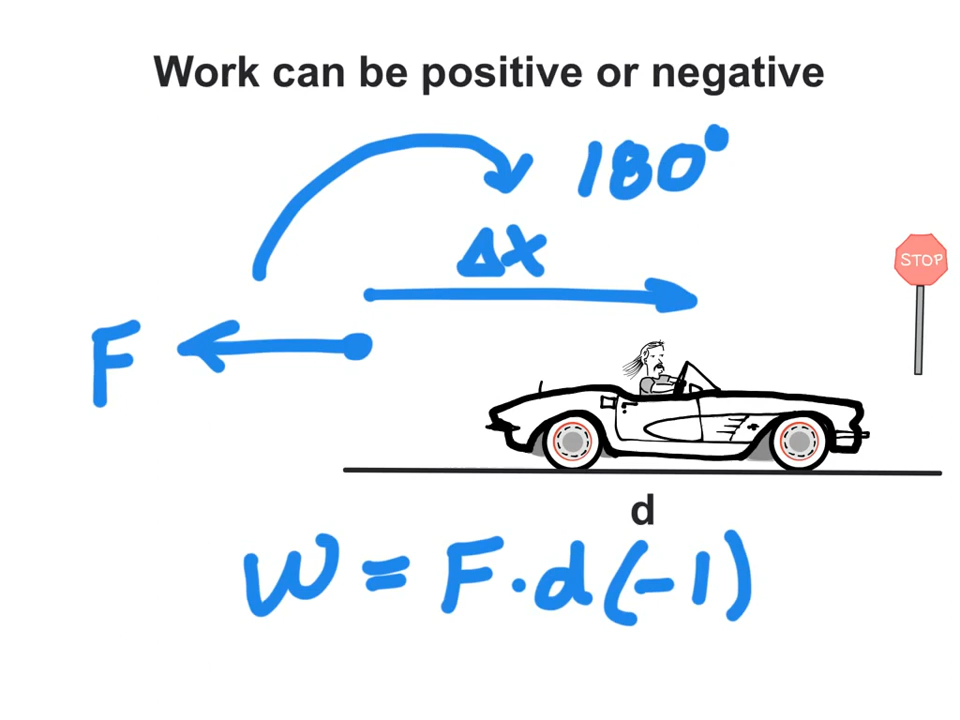 Work can be positive or negative
180°
Δx
STOP
F
d
W = F·d(-1)